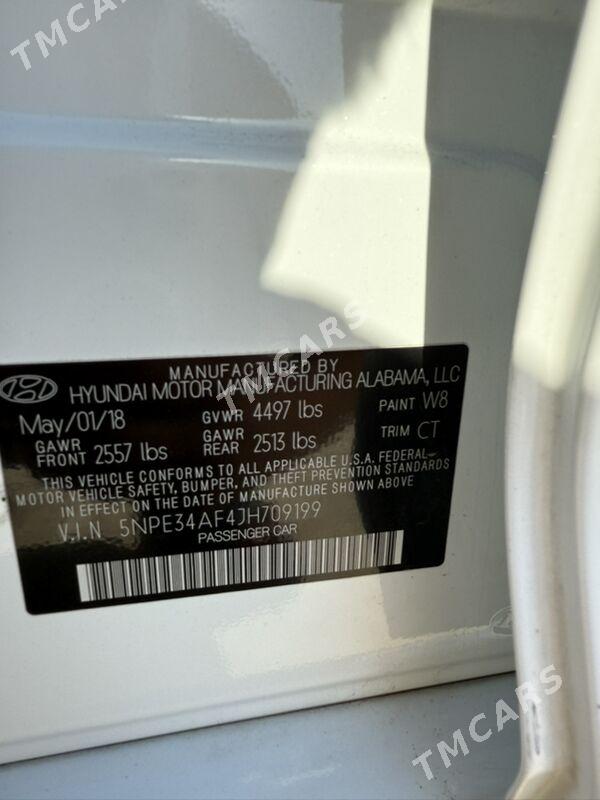 TMCARS
MANUFACTURED BY
HYUNDAI MOTOR MANUFACTURING ALABAMA, LLC
May/01/18 GVWR 4497 lbs PAINT W8
GAWR FRONT 2557 lbs GAWR REAR 2513 lbs TRIM CT
THIS VEHICLE CONFORMS TO ALL APPLICABLE U.S.A. FEDERAL
MOTOR VEHICLE SAFETY, BUMPER, AND THEFT PREVENTION STANDARDS
IN EFFECT ON THE DATE OF MANUFACTURE SHOWN ABOVE.
V.I.N 5NPE34AF4JH709199
PASSENGER CAR
TMCARS
TMCARS